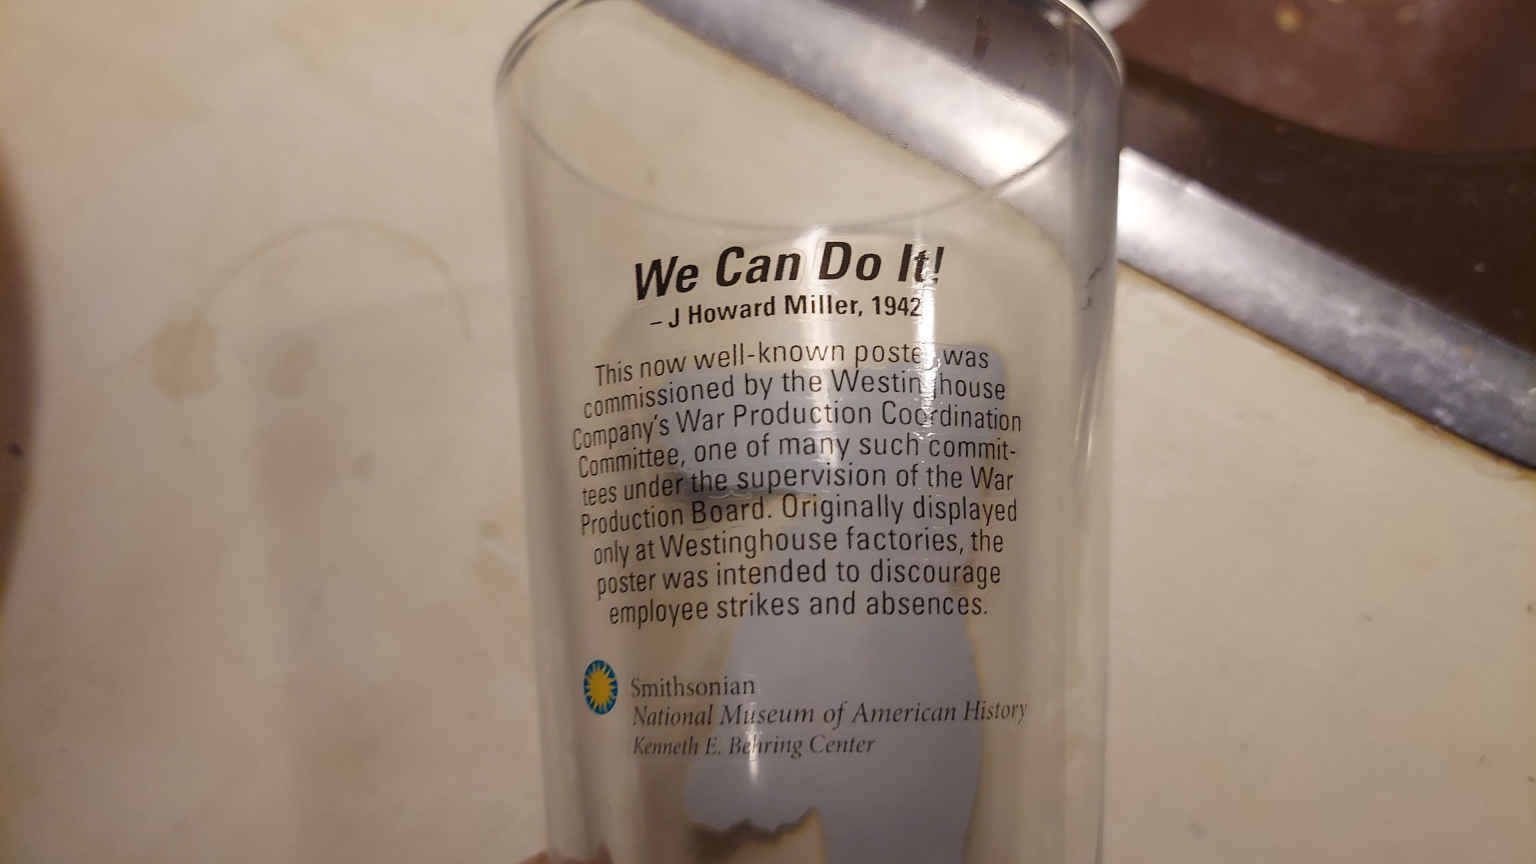 We Can Do It!
– J Howard Miller, 1942
This now well-known poster was
commissioned by the Westinghouse
Company's War Production Coordination
Committee, one of many such commit-
tees under the supervision of the War
Production Board. Originally displayed
only at Westinghouse factories, the
poster was intended to discourage
employee strikes and absences.
Smithsonian
National Museum of American History
Kenneth E. Behring Center